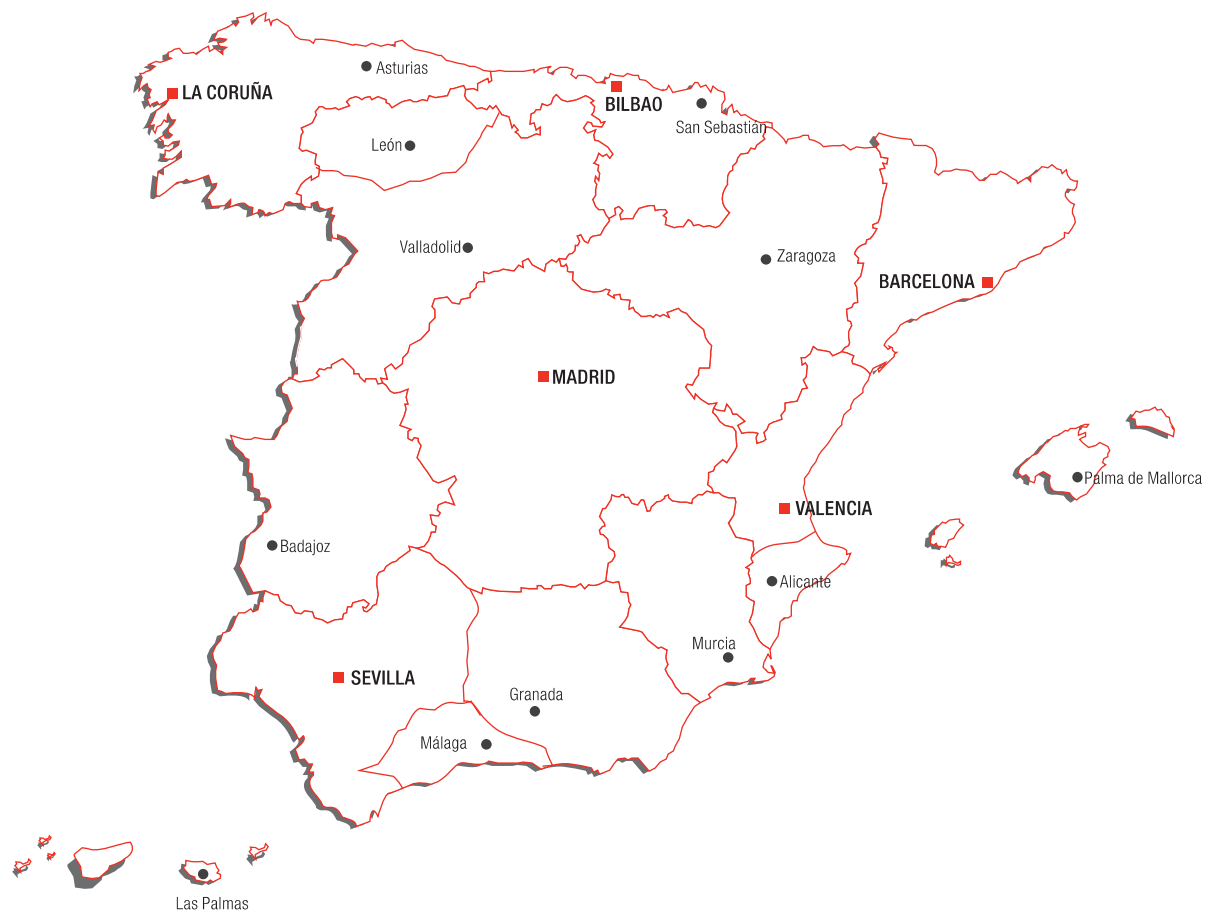 Asturias
LA CORUÑA
BILBAO
San Sebastián
León
Valladolid
Zaragoza
BARCELONA
MADRID
Palma de Mallorca
VALENCIA
Badajoz
Alicante
Murcia
SEVILLA
Granada
Málaga
Las Palmas